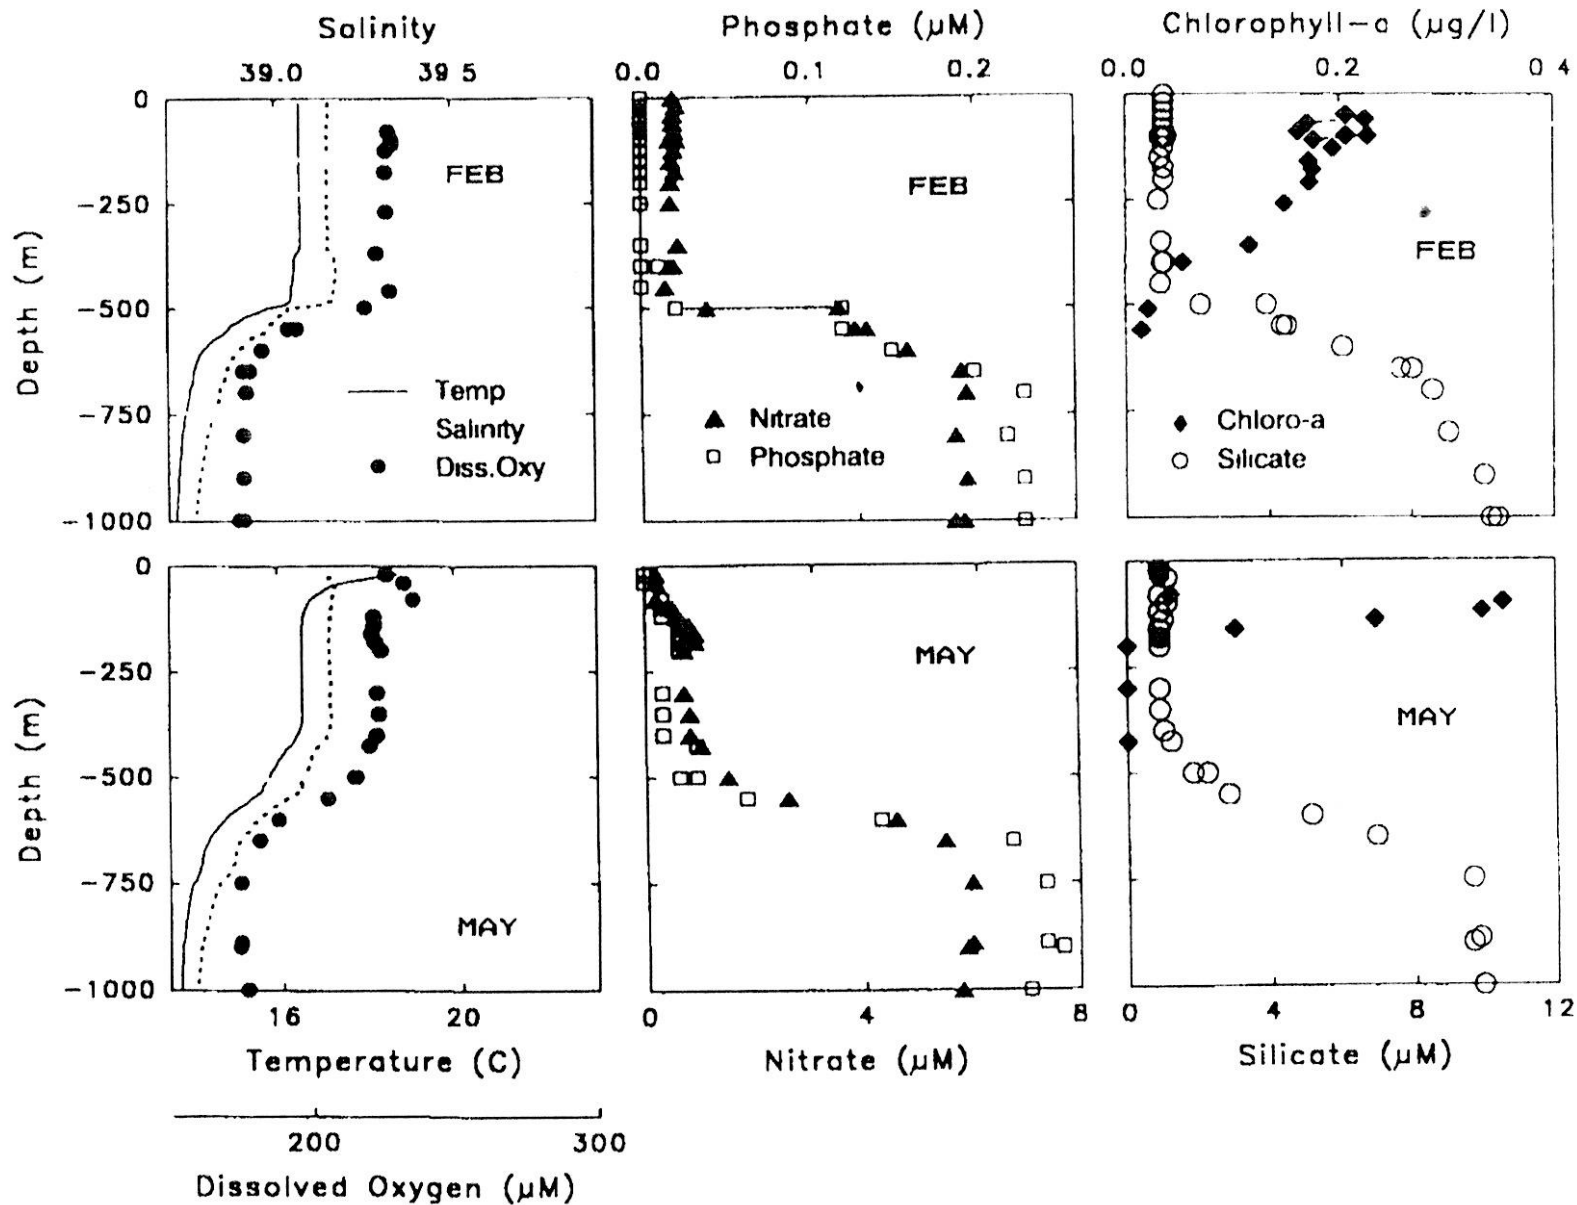 Salinity
39.0 39 5
Phosphate (µM)
0.0 0.1 0.2
Chlorophyll-a (µg/l)
0.0 0.2 0 4
Depth (m)
0
-250
-500
-750
-1000
FEB
Temp
Salinity
Diss.Oxy
FEB
Nitrate
Phosphate
FEB
Chloro-a
Silicate
Depth (m)
0
-250
-500
-750
-1000
MAY
MAY
MAY
16 20
Temperature (C)
0 4 8
Nitrate (µM)
0 4 8 12
Silicate (µM)
200 300
Dissolved Oxygen (µM)